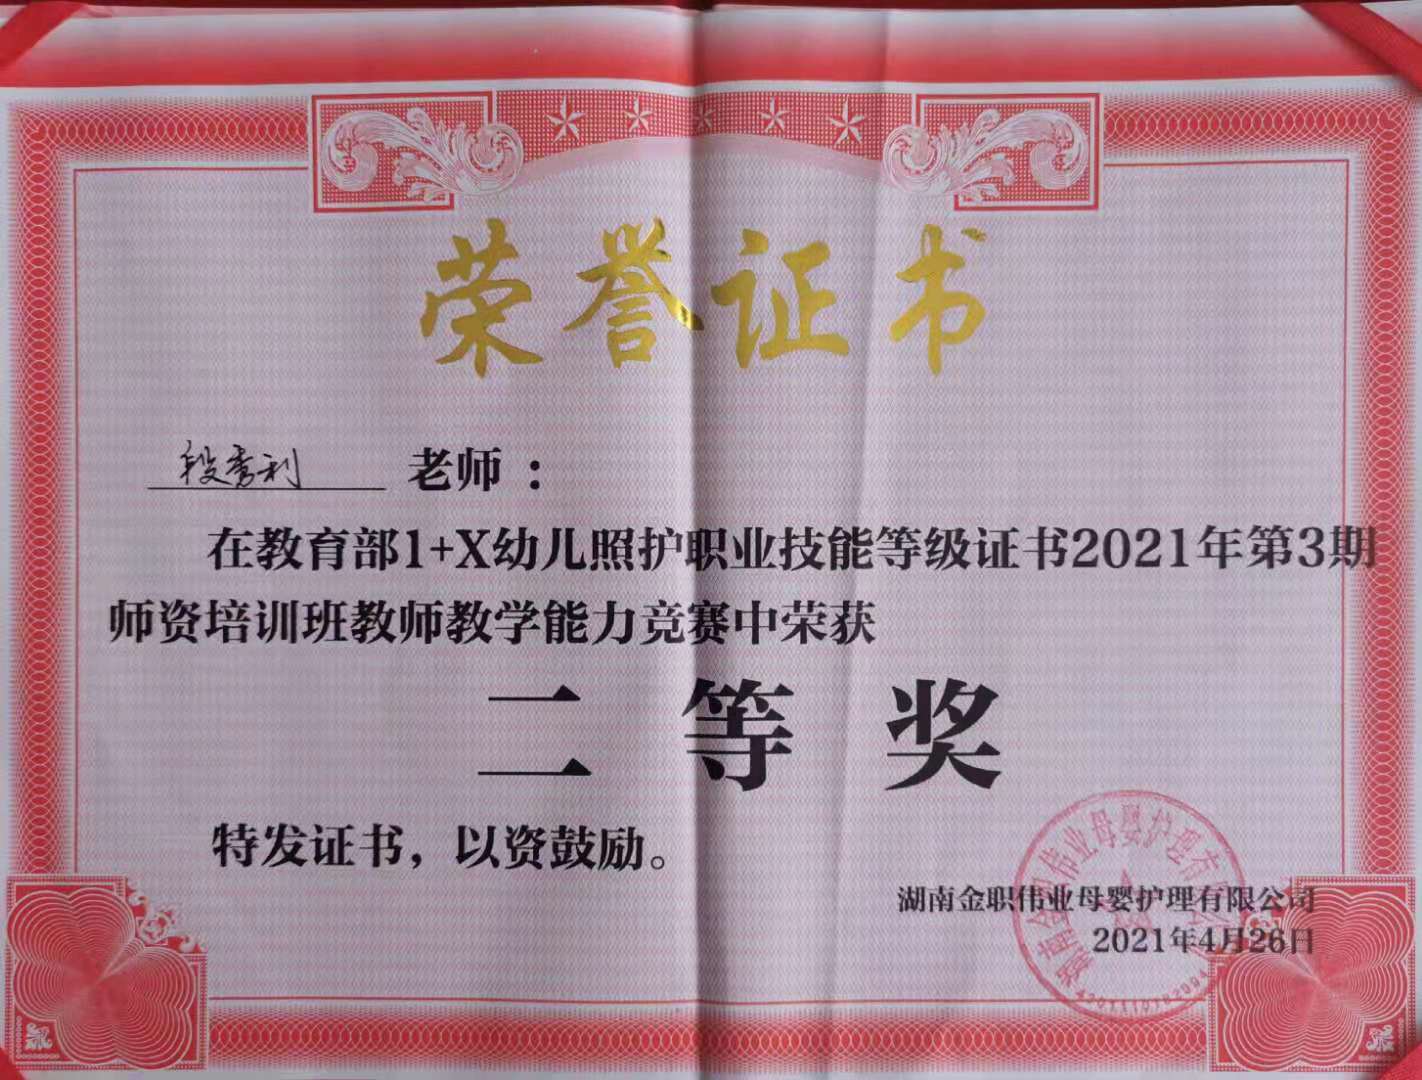 荣誉证书
段秀利 老师：
在教育部1+X幼儿照护职业技能等级证书2021年第3期
师资培训班教师教学能力竞赛中荣获
二等奖
特发证书，以资鼓励。
湖南金职伟业母婴护理有限公司
2021年4月26日